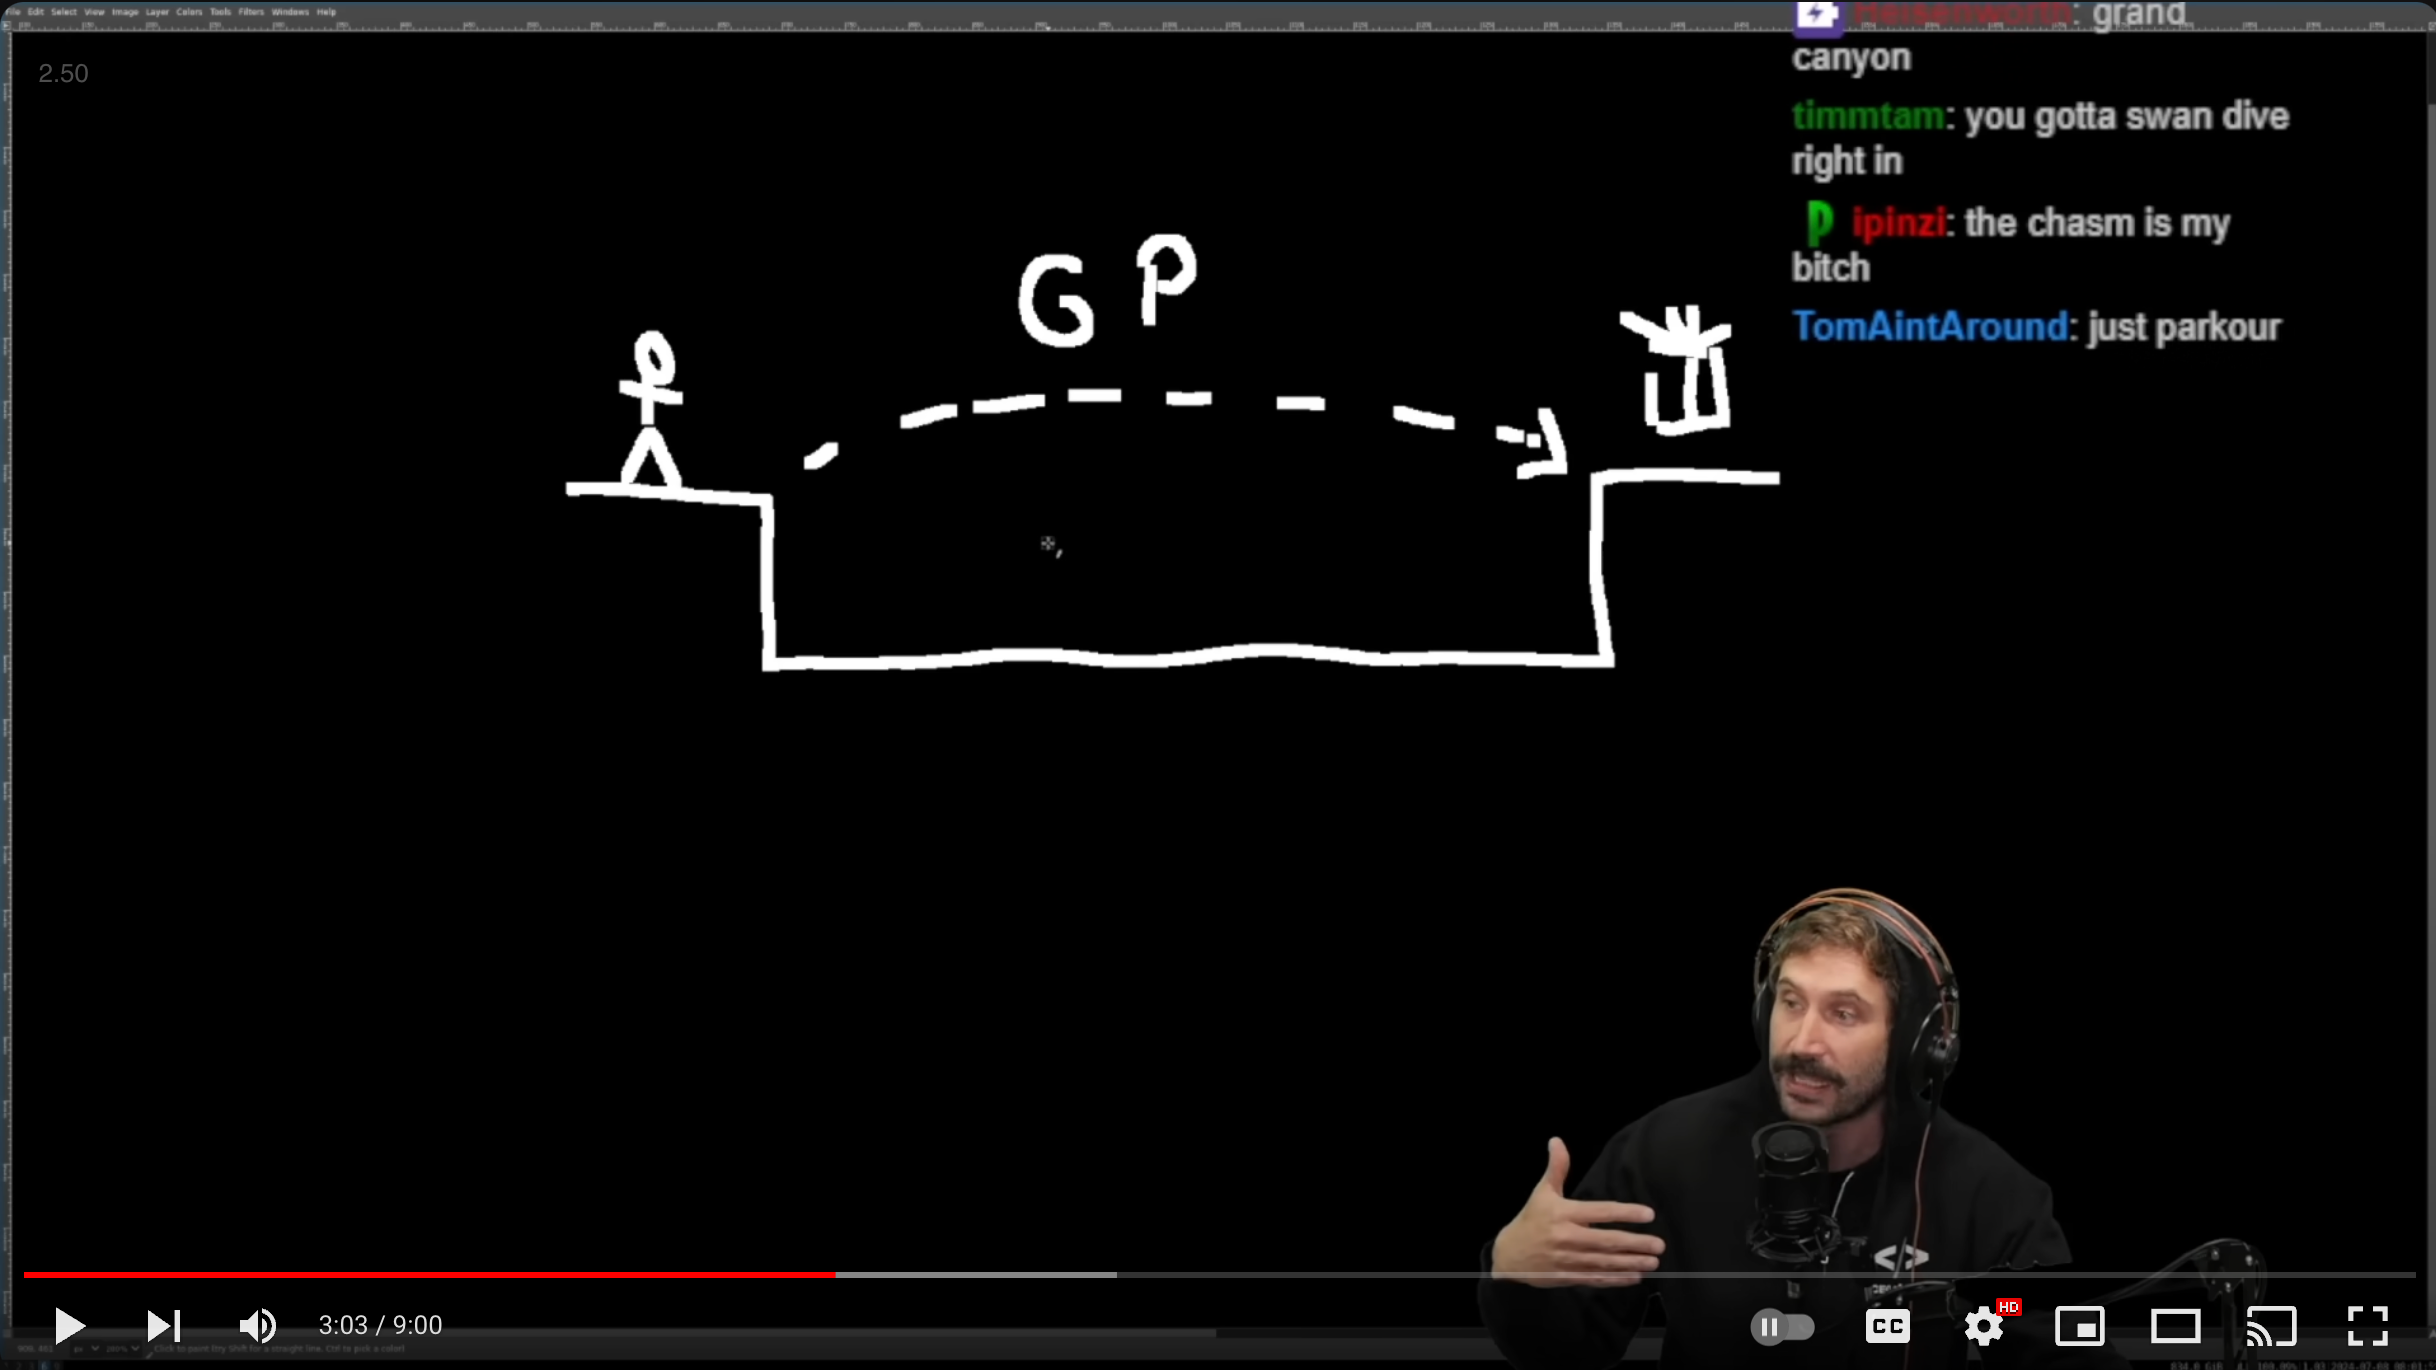 File Edit Select View Image Layer Colors Tools Filters Windows Help
2.50
Heisenworth: grand
canyon
timmtam: you gotta swan dive
right in
ipinzi: the chasm is my
bitch
TomAintAround: just parkour
G P
3:03 / 9:00
CC
HD